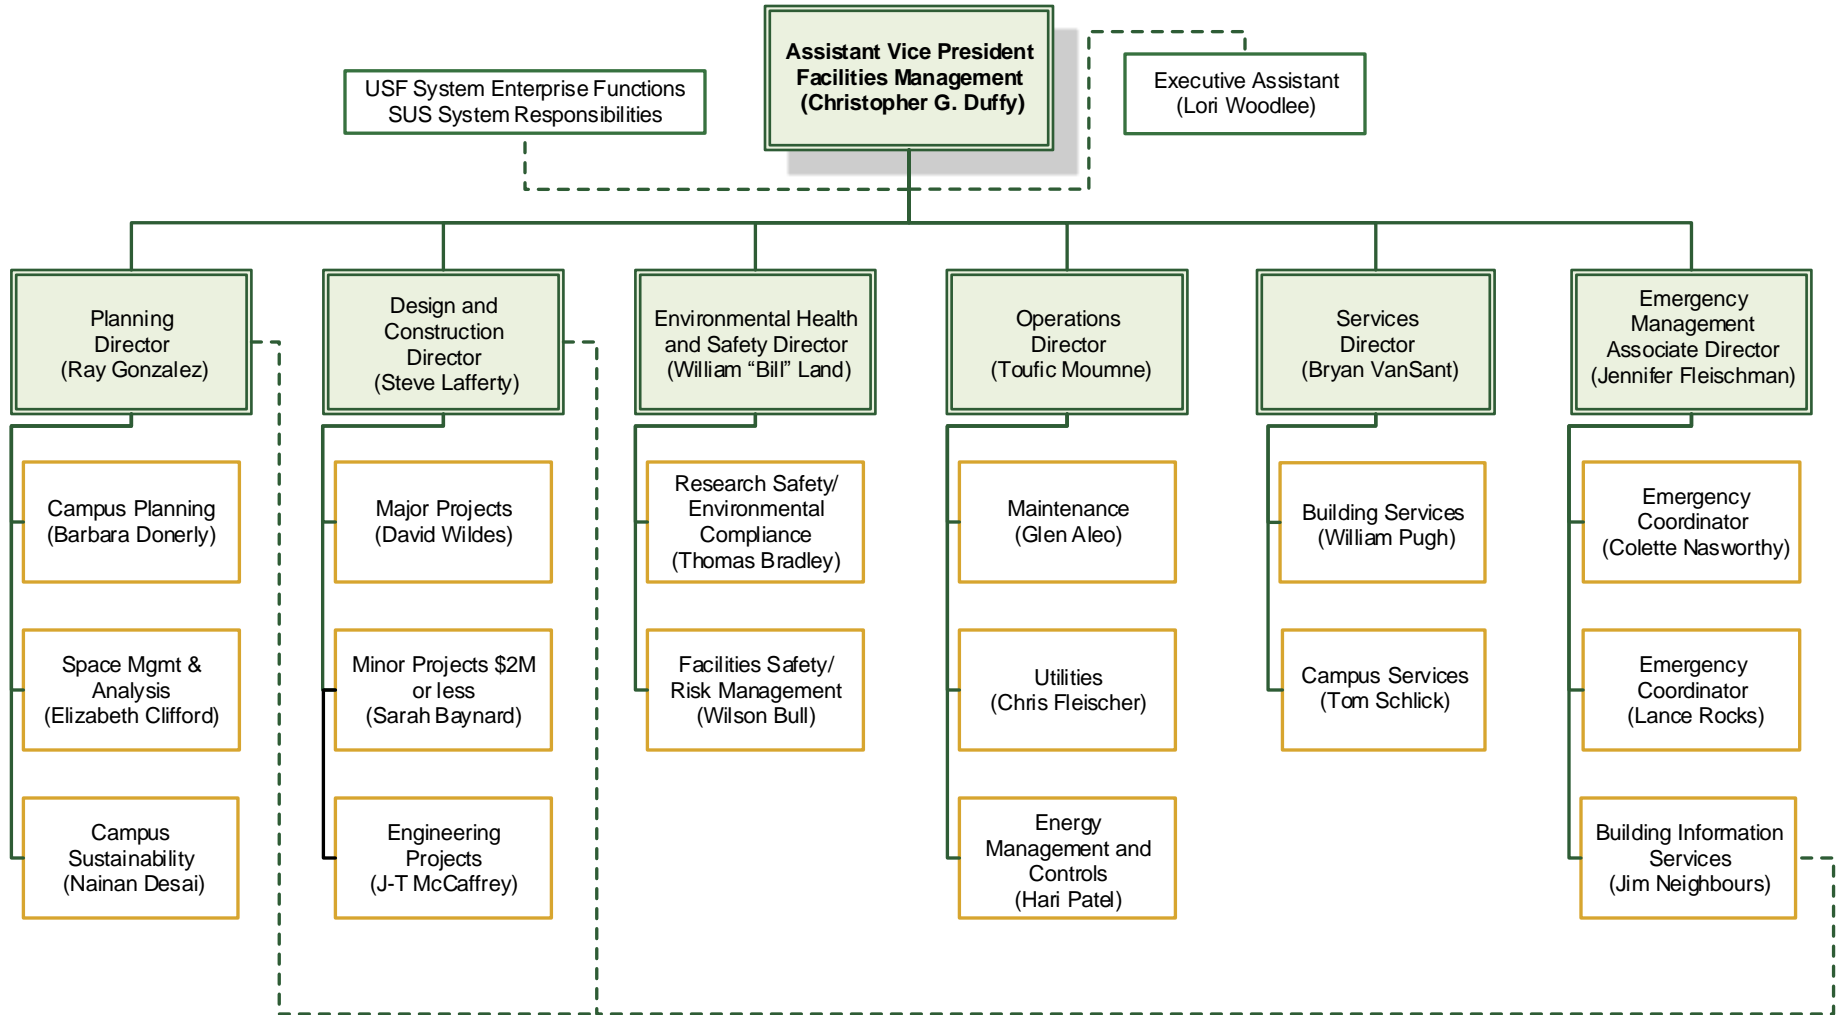 Assistant Vice President
Facilities Management
(Christopher G. Duffy)
USF System Enterprise Functions
SUS System Responsibilities
Executive Assistant
(Lori Woodlee)
Planning
Director
(Ray Gonzalez)
Design and
Construction
Director
(Steve Lafferty)
Environmental Health
and Safety Director
(William “Bill” Land)
Operations
Director
(Toufic Moumne)
Services
Director
(Bryan VanSant)
Emergency
Management
Associate Director
(Jennifer Fleischman)
Campus Planning
(Barbara Donerly)
Major Projects
(David Wildes)
Research Safety/
Environmental
Compliance
(Thomas Bradley)
Maintenance
(Glen Aleo)
Building Services
(William Pugh)
Emergency
Coordinator
(Colette Nasworthy)
Space Mgmt &
Analysis
(Elizabeth Clifford)
Minor Projects $2M
or less
(Sarah Baynard)
Facilities Safety/
Risk Management
(Wilson Bull)
Utilities
(Chris Fleischer)
Campus Services
(Tom Schlick)
Emergency
Coordinator
(Lance Rocks)
Campus
Sustainability
(Nainan Desai)
Engineering
Projects
(J-T McCaffrey)
Energy
Management and
Controls
(Hari Patel)
Building Information
Services
(Jim Neighbours)